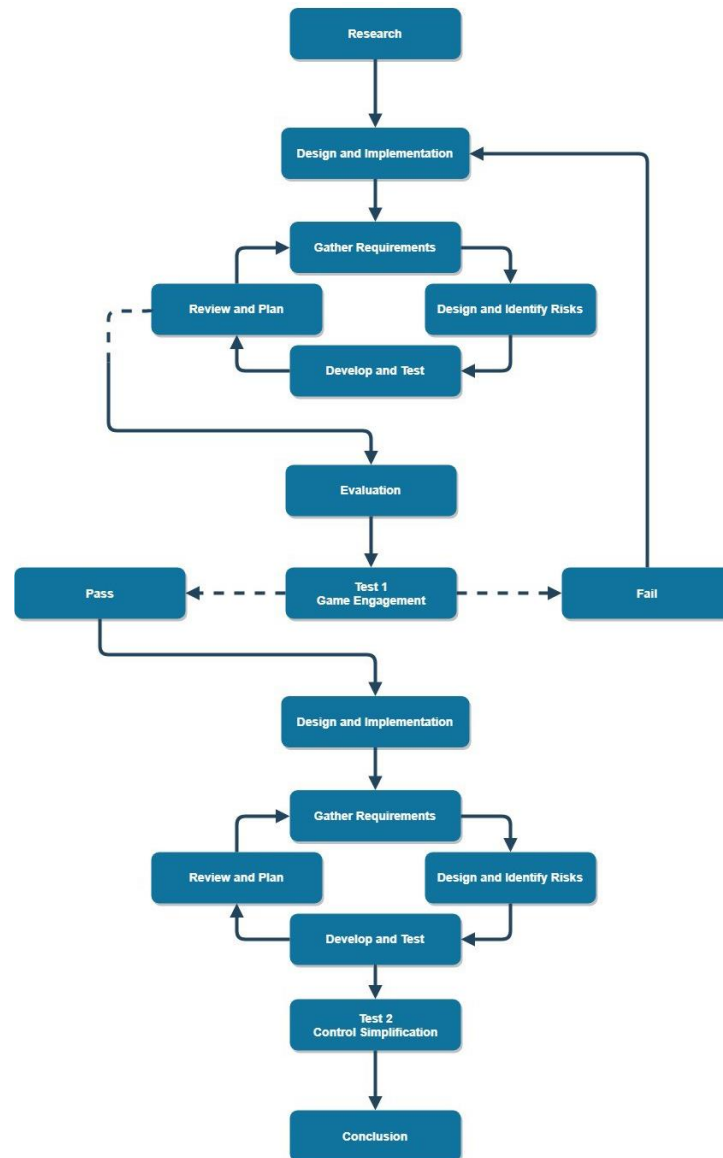 Research
Design and Implementation
Gather Requirements
Review and Plan
Design and Identify Risks
Develop and Test
Evaluation
Pass
Test 1
Game Engagement
Fail
Design and Implementation
Gather Requirements
Review and Plan
Design and Identify Risks
Develop and Test
Test 2
Control Simplification
Conclusion